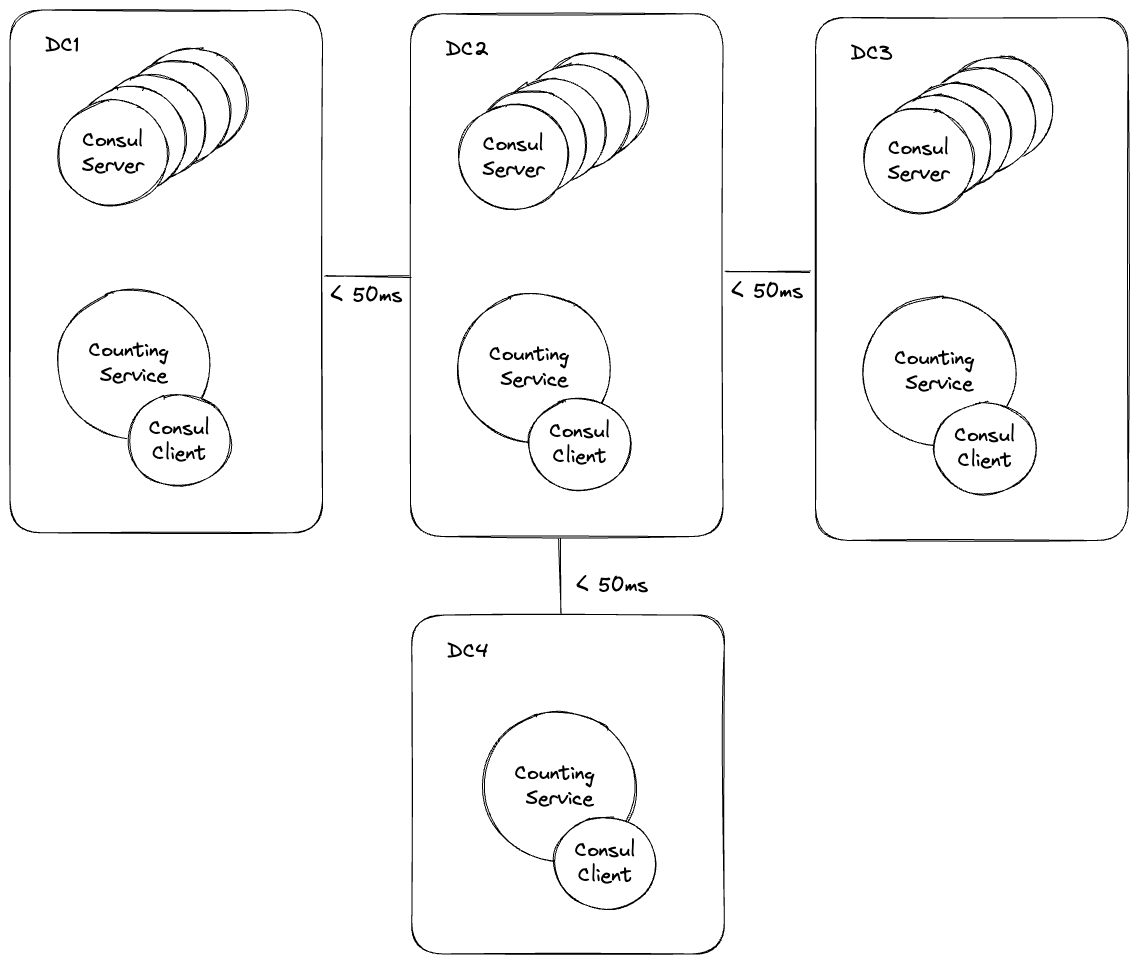 DC1
Consul
Server
Counting
Service
Consul
Client
< 50ms
DC2
Consul
Server
Counting
Service
Consul
Client
< 50ms
DC3
Consul
Server
Counting
Service
Consul
Client
< 50ms
DC4
Counting
Service
Consul
Client